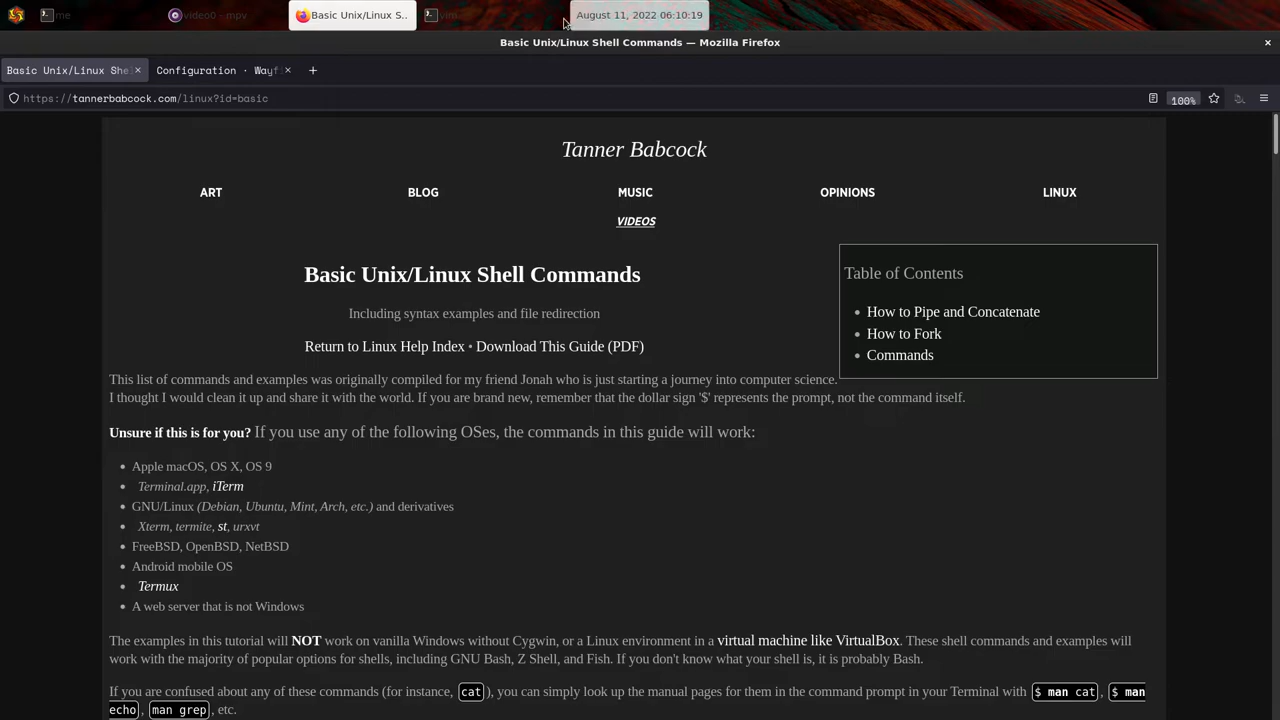 me
video0 - mpv
Basic Unix/Linux S..
vim
August 11, 2022 06:10:19
Basic Unix/Linux Shell Commands — Mozilla Firefox
Basic Unix/Linux She
Configuration · Wayf
https://tannerbabcock.com/linux?id=basic
100%
Tanner Babcock
ART BLOG MUSIC OPINIONS LINUX
VIDEOS
Basic Unix/Linux Shell Commands
Including syntax examples and file redirection
Return to Linux Help Index • Download This Guide (PDF)
Table of Contents
How to Pipe and Concatenate
How to Fork
Commands
This list of commands and examples was originally compiled for my friend Jonah who is just starting a journey into computer science.
I thought I would clean it up and share it with the world. If you are brand new, remember that the dollar sign '$' represents the prompt, not the command itself.
Unsure if this is for you? If you use any of the following OSes, the commands in this guide will work:
Apple macOS, OS X, OS 9
Terminal.app, iTerm
GNU/Linux (Debian, Ubuntu, Mint, Arch, etc.) and derivatives
Xterm, termite, st, urxvt
FreeBSD, OpenBSD, NetBSD
Android mobile OS
Termux
A web server that is not Windows
The examples in this tutorial will NOT work on vanilla Windows without Cygwin, or a Linux environment in a virtual machine like VirtualBox. These shell commands and examples will
work with the majority of popular options for shells, including GNU Bash, Z Shell, and Fish. If you don't know what your shell is, it is probably Bash.
If you are confused about any of these commands (for instance, cat), you can simply look up the manual pages for them in the command prompt in your Terminal with $ man cat, $ man
echo, man grep, etc.